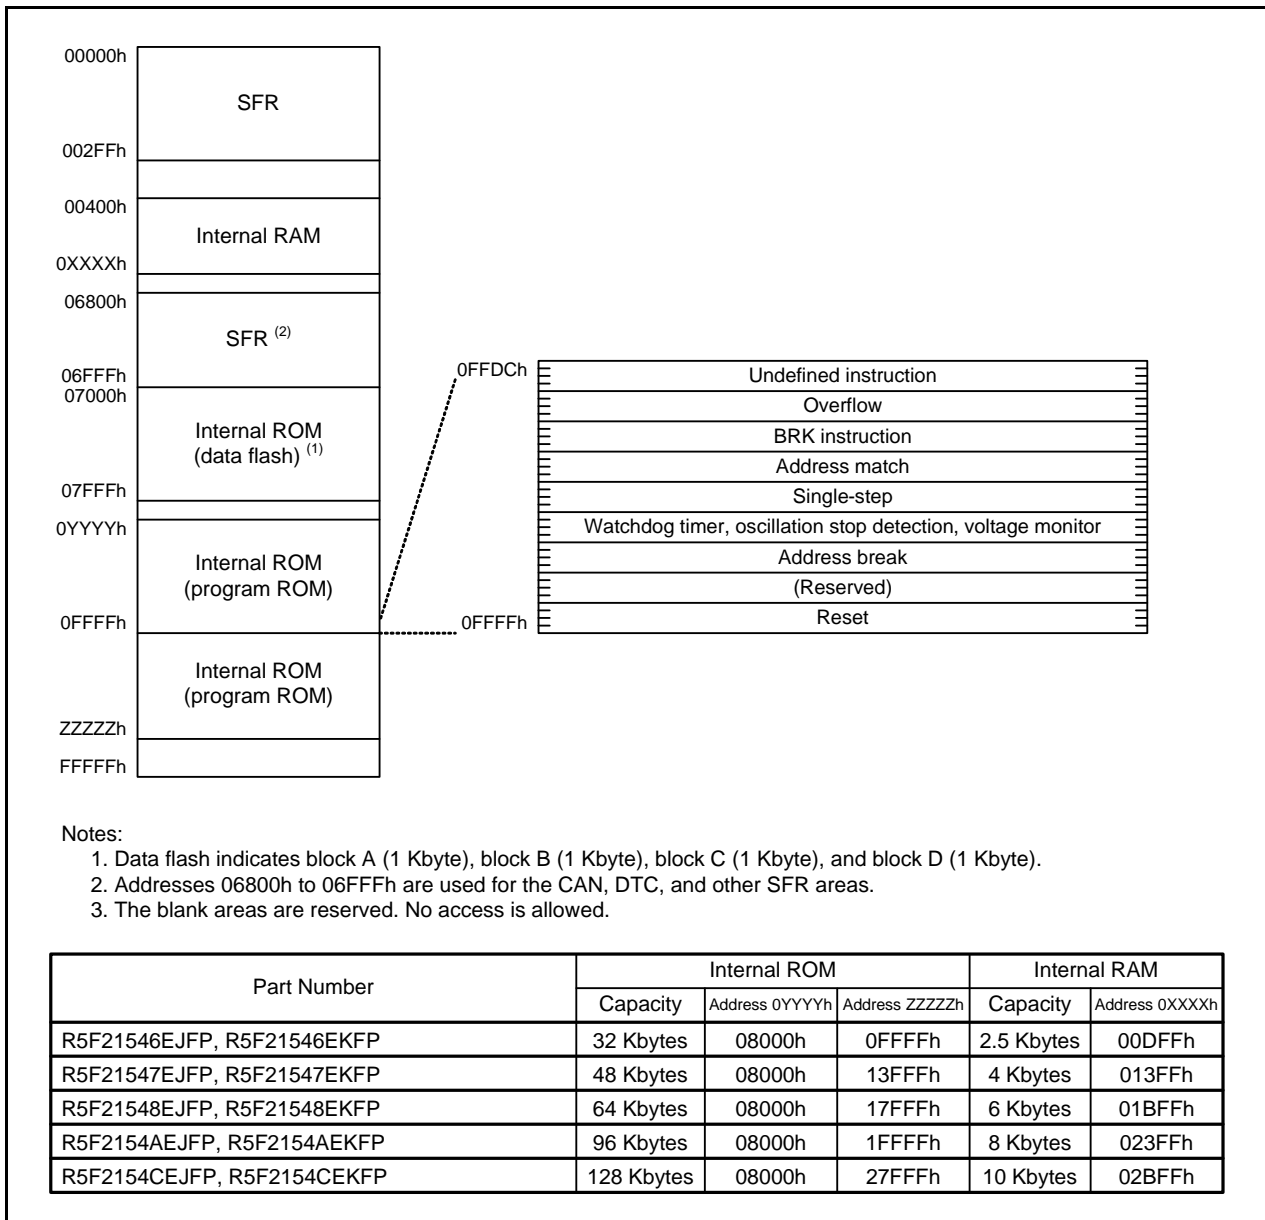 00000h
SFR
002FFh
00400h
Internal RAM
0XXXXh
06800h
SFR (2)
06FFFh
07000h
Internal ROM
(data flash) (1)
07FFFh
0YYYYh
Internal ROM
(program ROM)
0FFFFh
Internal ROM
(program ROM)
ZZZZZh
FFFFFh
0FFDCh
Undefined instruction
Overflow
BRK instruction
Address match
Single-step
Watchdog timer, oscillation stop detection, voltage monitor
Address break
(Reserved)
0FFFFh
Reset
Notes:
1. Data flash indicates block A (1 Kbyte), block B (1 Kbyte), block C (1 Kbyte), and block D (1 Kbyte).
2. Addresses 06800h to 06FFFh are used for the CAN, DTC, and other SFR areas.
3. The blank areas are reserved. No access is allowed.
Part Number Internal ROM Internal RAM
Capacity Address 0YYYYh Address ZZZZZh Capacity Address 0XXXXh
R5F21546EJFP, R5F21546EKFP 32 Kbytes 08000h 0FFFFh 2.5 Kbytes 00DFFh
R5F21547EJFP, R5F21547EKFP 48 Kbytes 08000h 13FFFh 4 Kbytes 013FFh
R5F21548EJFP, R5F21548EKFP 64 Kbytes 08000h 17FFFh 6 Kbytes 01BFFh
R5F2154AEJFP, R5F2154AEKFP 96 Kbytes 08000h 1FFFFh 8 Kbytes 023FFh
R5F2154CEJFP, R5F2154CEKFP 128 Kbytes 08000h 27FFFh 10 Kbytes 02BFFh